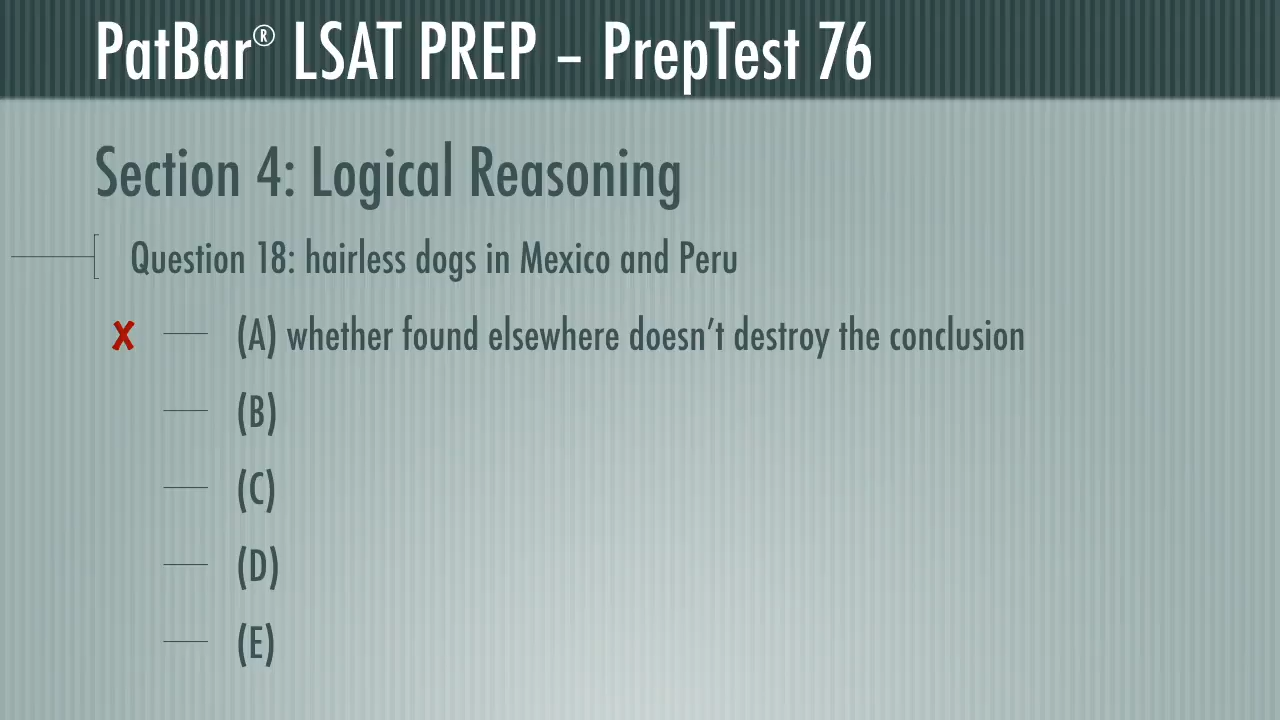 PatBar® LSAT PREP – PrepTest 76
Section 4: Logical Reasoning
Question 18: hairless dogs in Mexico and Peru
✘ (A) whether found elsewhere doesn’t destroy the conclusion
(B)
(C)
(D)
(E)